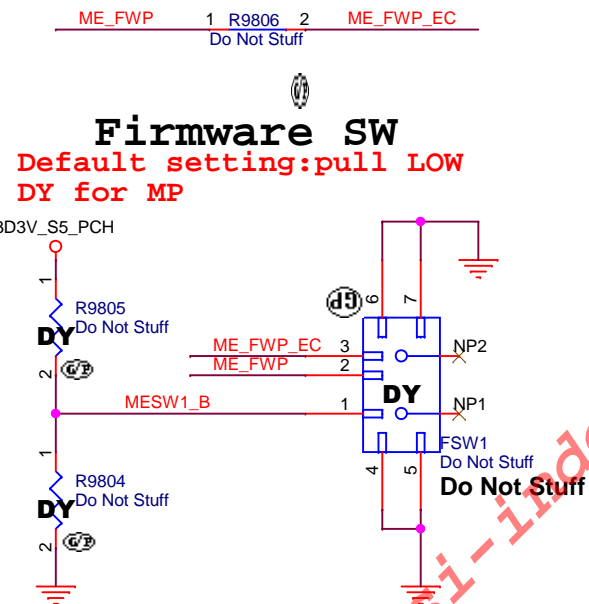 ME_FWP 1 R9806 2 ME_FWP_EC
Do Not Stuff
G/P
Firmware SW
Default setting:pull LOW
DY for MP
3D3V_S5_PCH
1
R9805
DY
Do Not Stuff
2 G/P
GP
6 7
ME_FWP_EC 3 NP2
ME_FWP 2
DY
MESW1_B 1 NP1
4 5
FSW1
Do Not Stuff
Do Not Stuff
1
R9804
DY
Do Not Stuff
2 G/P